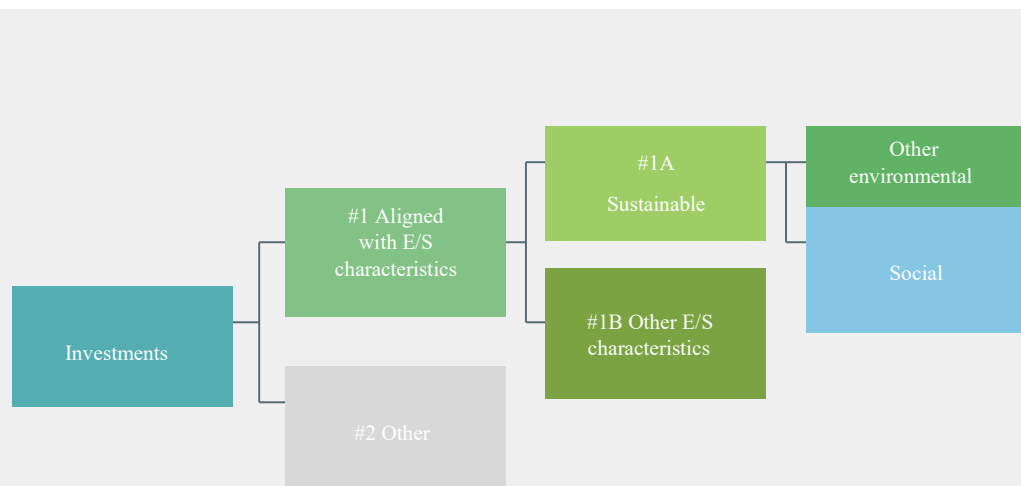 Investments
#1 Aligned
with E/S
characteristics
#2 Other
#1A
Sustainable
#1B Other E/S
characteristics
Other
environmental
Social